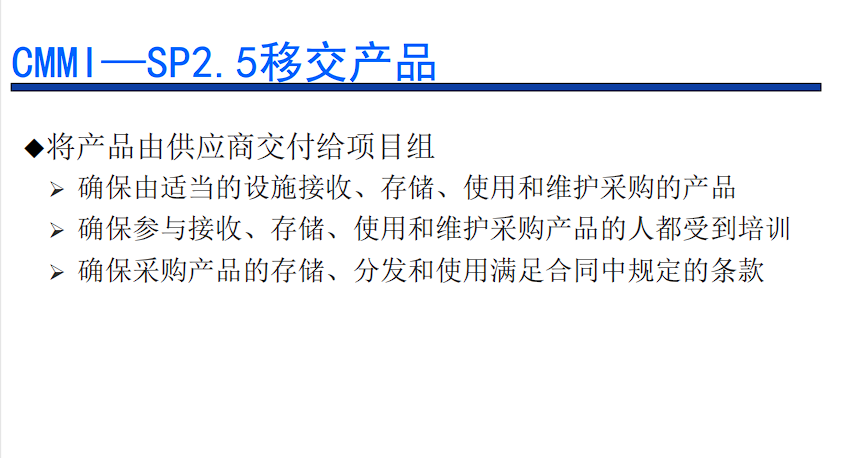 CMMI—SP2.5移交产品
◆将产品由供应商交付给项目组
➢ 确保由适当的设施接收、存储、使用和维护采购的产品
➢ 确保参与接收、存储、使用和维护采购产品的人都受到培训
➢ 确保采购产品的存储、分发和使用满足合同中规定的条款